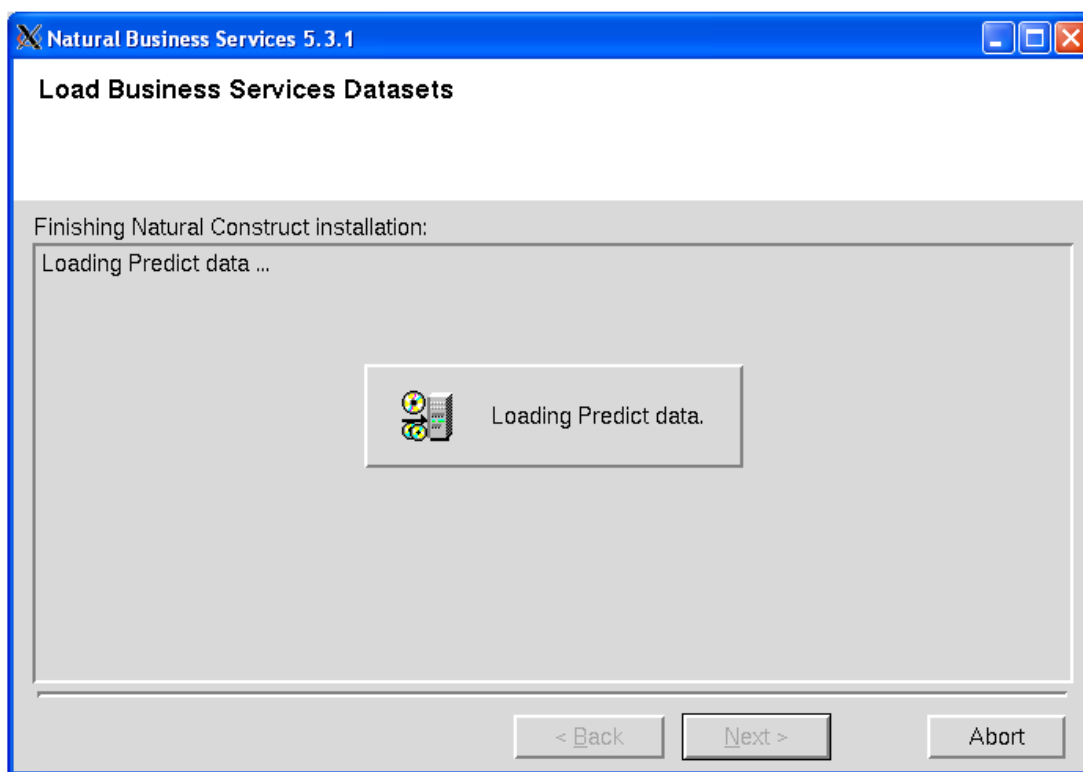 Natural Business Services 5.3.1
Load Business Services Datasets
Finishing Natural Construct installation:
Loading Predict data ...
Loading Predict data.
< Back
Next >
Abort